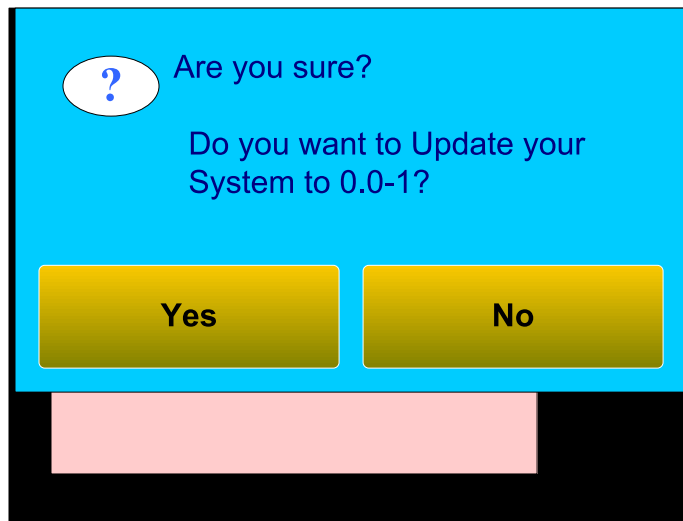 ?
Are you sure?
Do you want to Update your
System to 0.0-1?
Yes
No